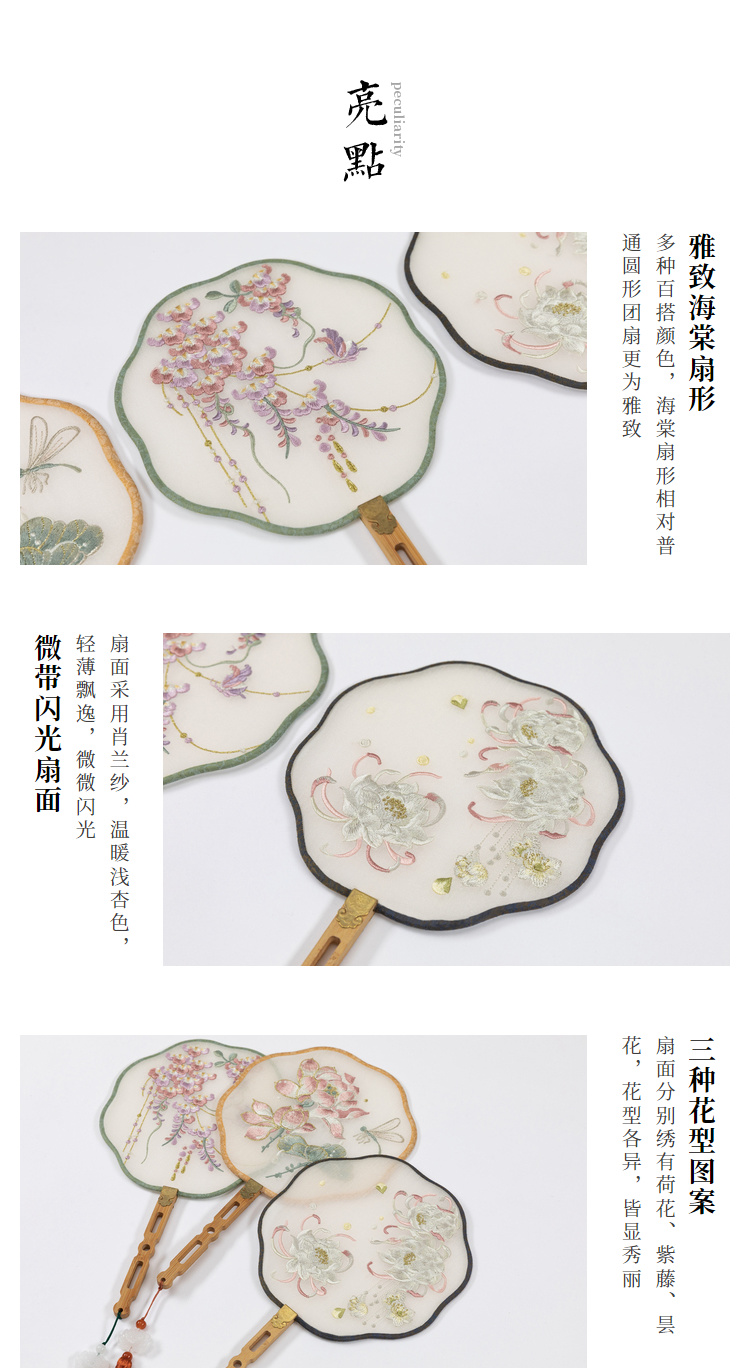 亮點
peculiarity
雅致海棠扇形
多种百搭颜色，海棠扇形相对普
通圆形团扇更为雅致
扇面采用肖兰纱，温暖浅杏色，
轻薄飘逸，微微闪光
微带闪光扇面
三种花型图案
扇面分别绣有荷花、紫藤、昙
花，花型各异，皆显秀丽